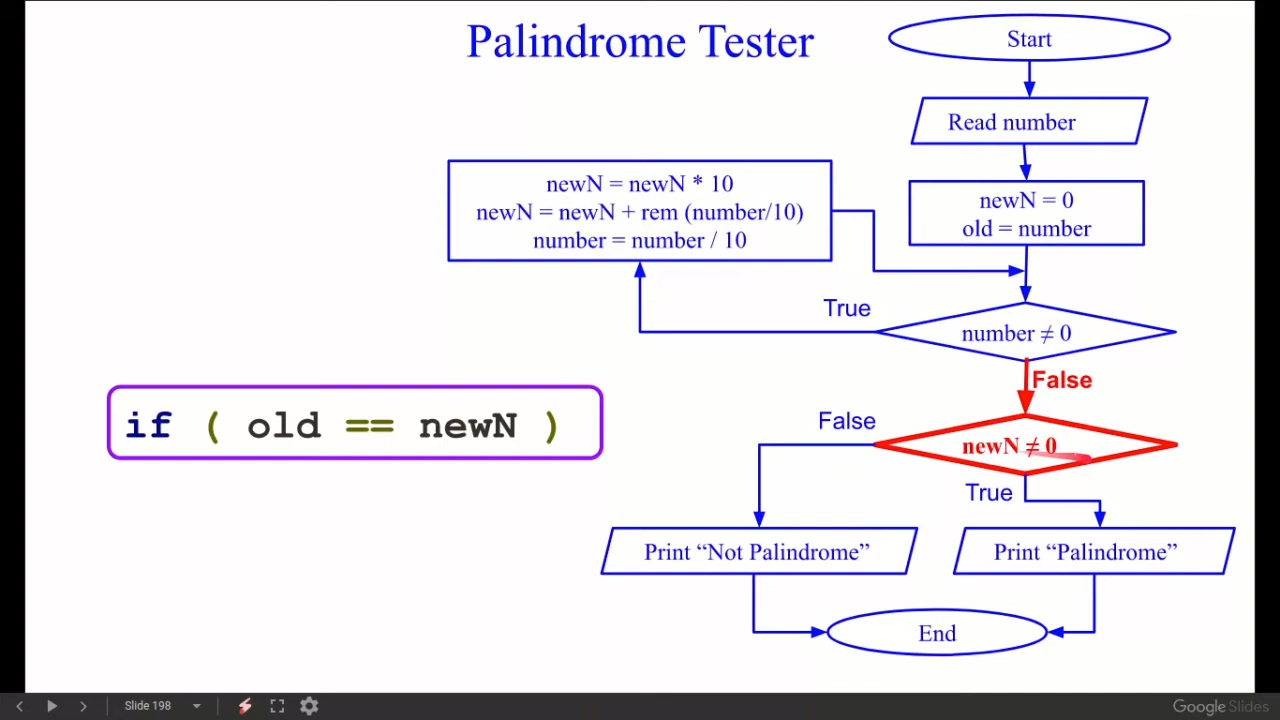 Palindrome Tester
Start
Read number
newN = 0
old = number
newN = newN * 10
newN = newN + rem (number/10)
number = number / 10
True
number ≠ 0
False
if ( old == newN )
False
newN ≠ 0
True
Print “Not Palindrome”
Print “Palindrome”
End
Slide 198
Google Slides